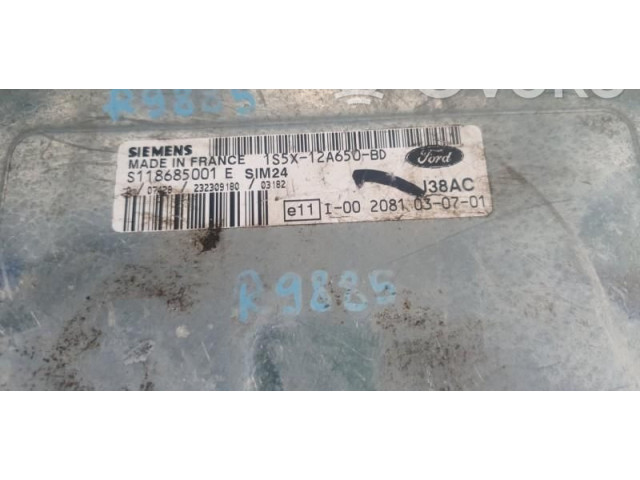 R9885
SIEMENS
MADE IN FRANCE 1S5X-12A650-BD
Ford
S118685001 E SIM24
J38AC
232309180 / 03182
e11 I-00 2081 03-07-01
R9885